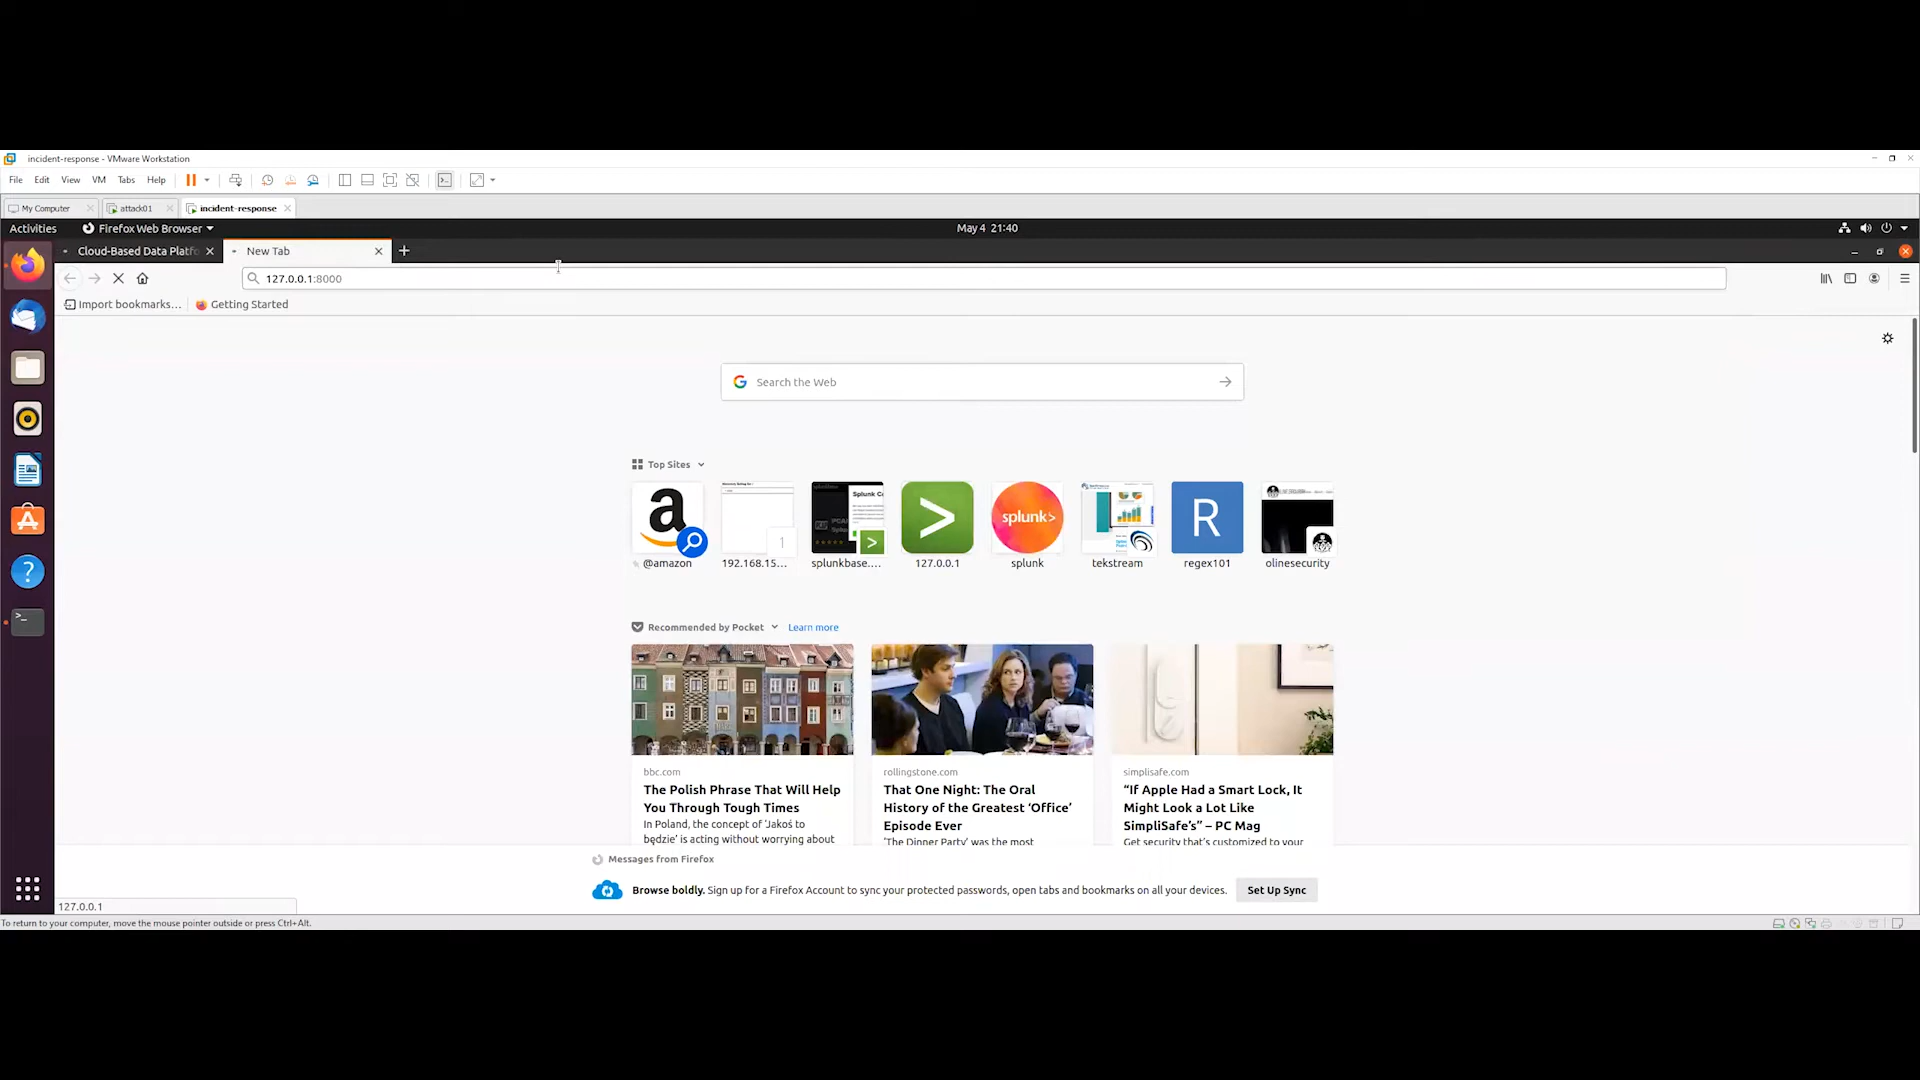 incident-response - VMware Workstation
File Edit View VM Tabs Help
My Computer attack01 incident-response
Activities Firefox Web Browser May 4 21:40
Cloud-Based Data Platfo New Tab
127.0.0.1:8000
Import bookmarks... Getting Started
Search the Web
Top Sites
splunk>
1
R
@amazon 192.168.15... splunkbase.... 127.0.0.1 splunk tekstream regex101 olinesecurity
Recommended by Pocket Learn more
bbc.com
The Polish Phrase That Will Help
You Through Tough Times
In Poland, the concept of 'Jakoś to
będzie' is acting without worrying about
rollingstone.com
That One Night: The Oral
History of the Greatest ‘Office’
Episode Ever
'The Dinner Party' was the most
simplisafe.com
“If Apple Had a Smart Lock, It
Might Look a Lot Like
SimpliSafe’s” – PC Mag
Get security that's customized to your
Messages from Firefox
Browse boldly. Sign up for a Firefox Account to sync your protected passwords, open tabs and bookmarks on all your devices. Set Up Sync
127.0.0.1
To return to your computer, move the mouse pointer outside or press Ctrl+Alt.